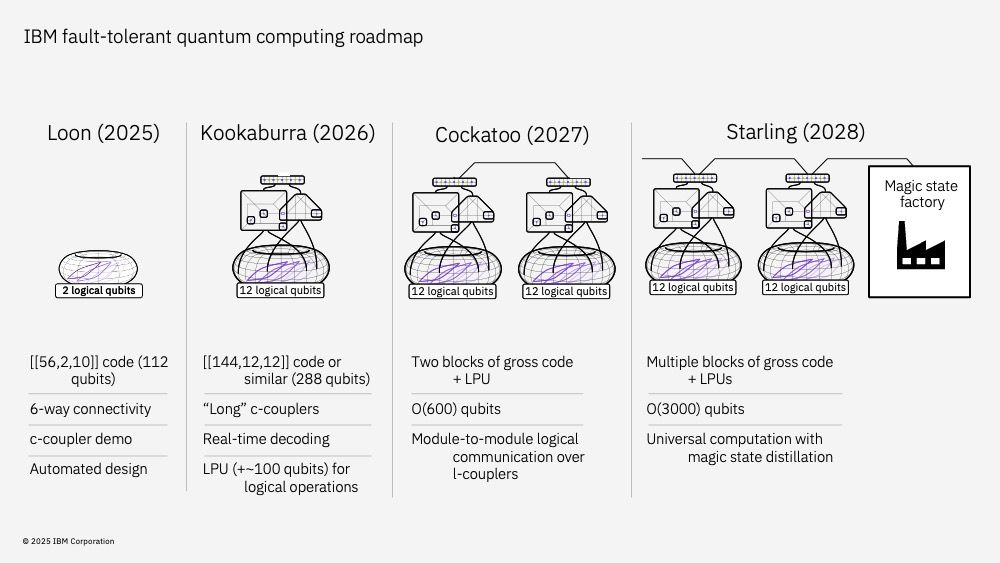 IBM fault-tolerant quantum computing roadmap
Loon (2025)
2 logical qubits
[[56,2,10]] code (112
qubits)
6-way connectivity
c-coupler demo
Automated design
Kookaburra (2026)
12 logical qubits
[[144,12,12]] code or
similar (288 qubits)
“Long” c-couplers
Real-time decoding
LPU (+~100 qubits) for
logical operations
Cockatoo (2027)
12 logical qubits
12 logical qubits
Two blocks of gross code
+ LPU
O(600) qubits
Module-to-module logical
communication over
l-couplers
Starling (2028)
12 logical qubits
12 logical qubits
Magic state
factory
Multiple blocks of gross code
+ LPUs
O(3000) qubits
Universal computation with
magic state distillation
© 2025 IBM Corporation